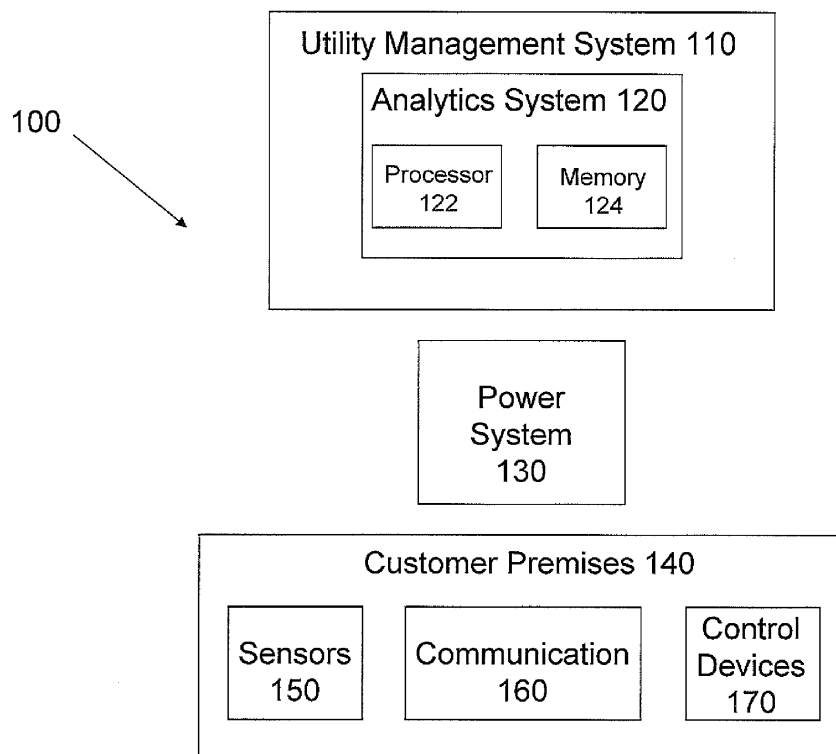 Utility Management System 110
Analytics System 120
100
Processor
122
Memory
124
Power
System
130
Customer Premises 140
Sensors
150
Communication
160
Control
Devices
170